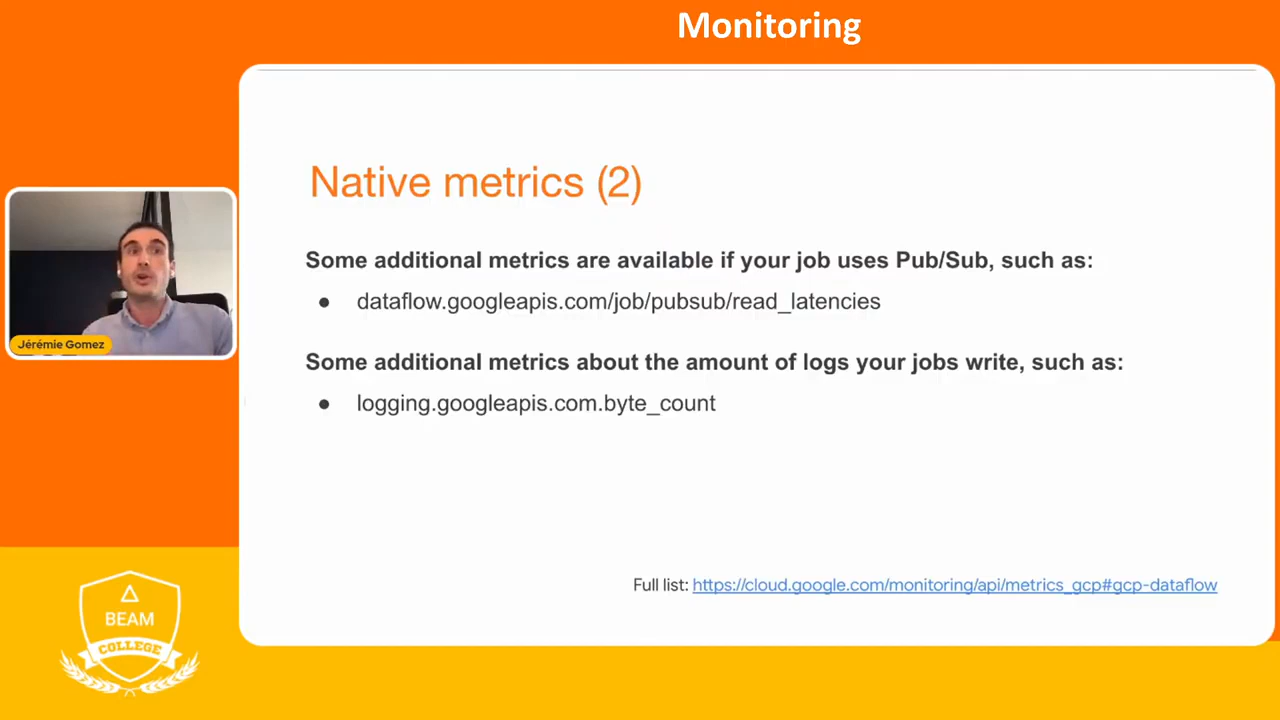 Monitoring
Native metrics (2)
Some additional metrics are available if your job uses Pub/Sub, such as:
● dataflow.googleapis.com/job/pubsub/read_latencies
Some additional metrics about the amount of logs your jobs write, such as:
● logging.googleapis.com.byte_count
Full list: https://cloud.google.com/monitoring/api/metrics_gcp#gcp-dataflow
Jérémie Gomez
BEAM
COLLEGE